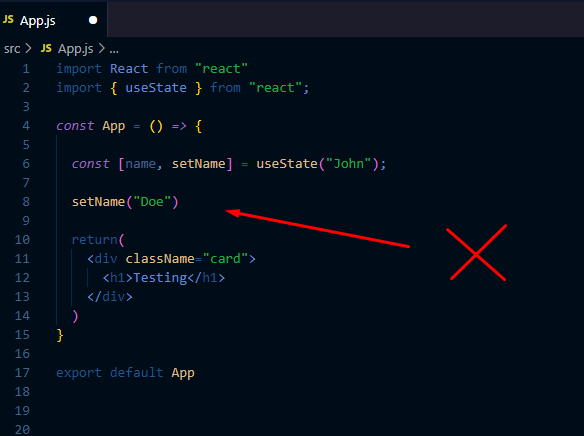 JS App.js
src > JS App.js > ...
1 import React from "react"
2 import { useState } from "react";
3
4 const App = () => {
5
6 const [name, setName] = useState("John");
7
8 setName("Doe")
9
10 return(
11 <div className="card">
12 <h1>Testing</h1>
13 </div>
14 )
15 }
16
17 export default App
18
19
20